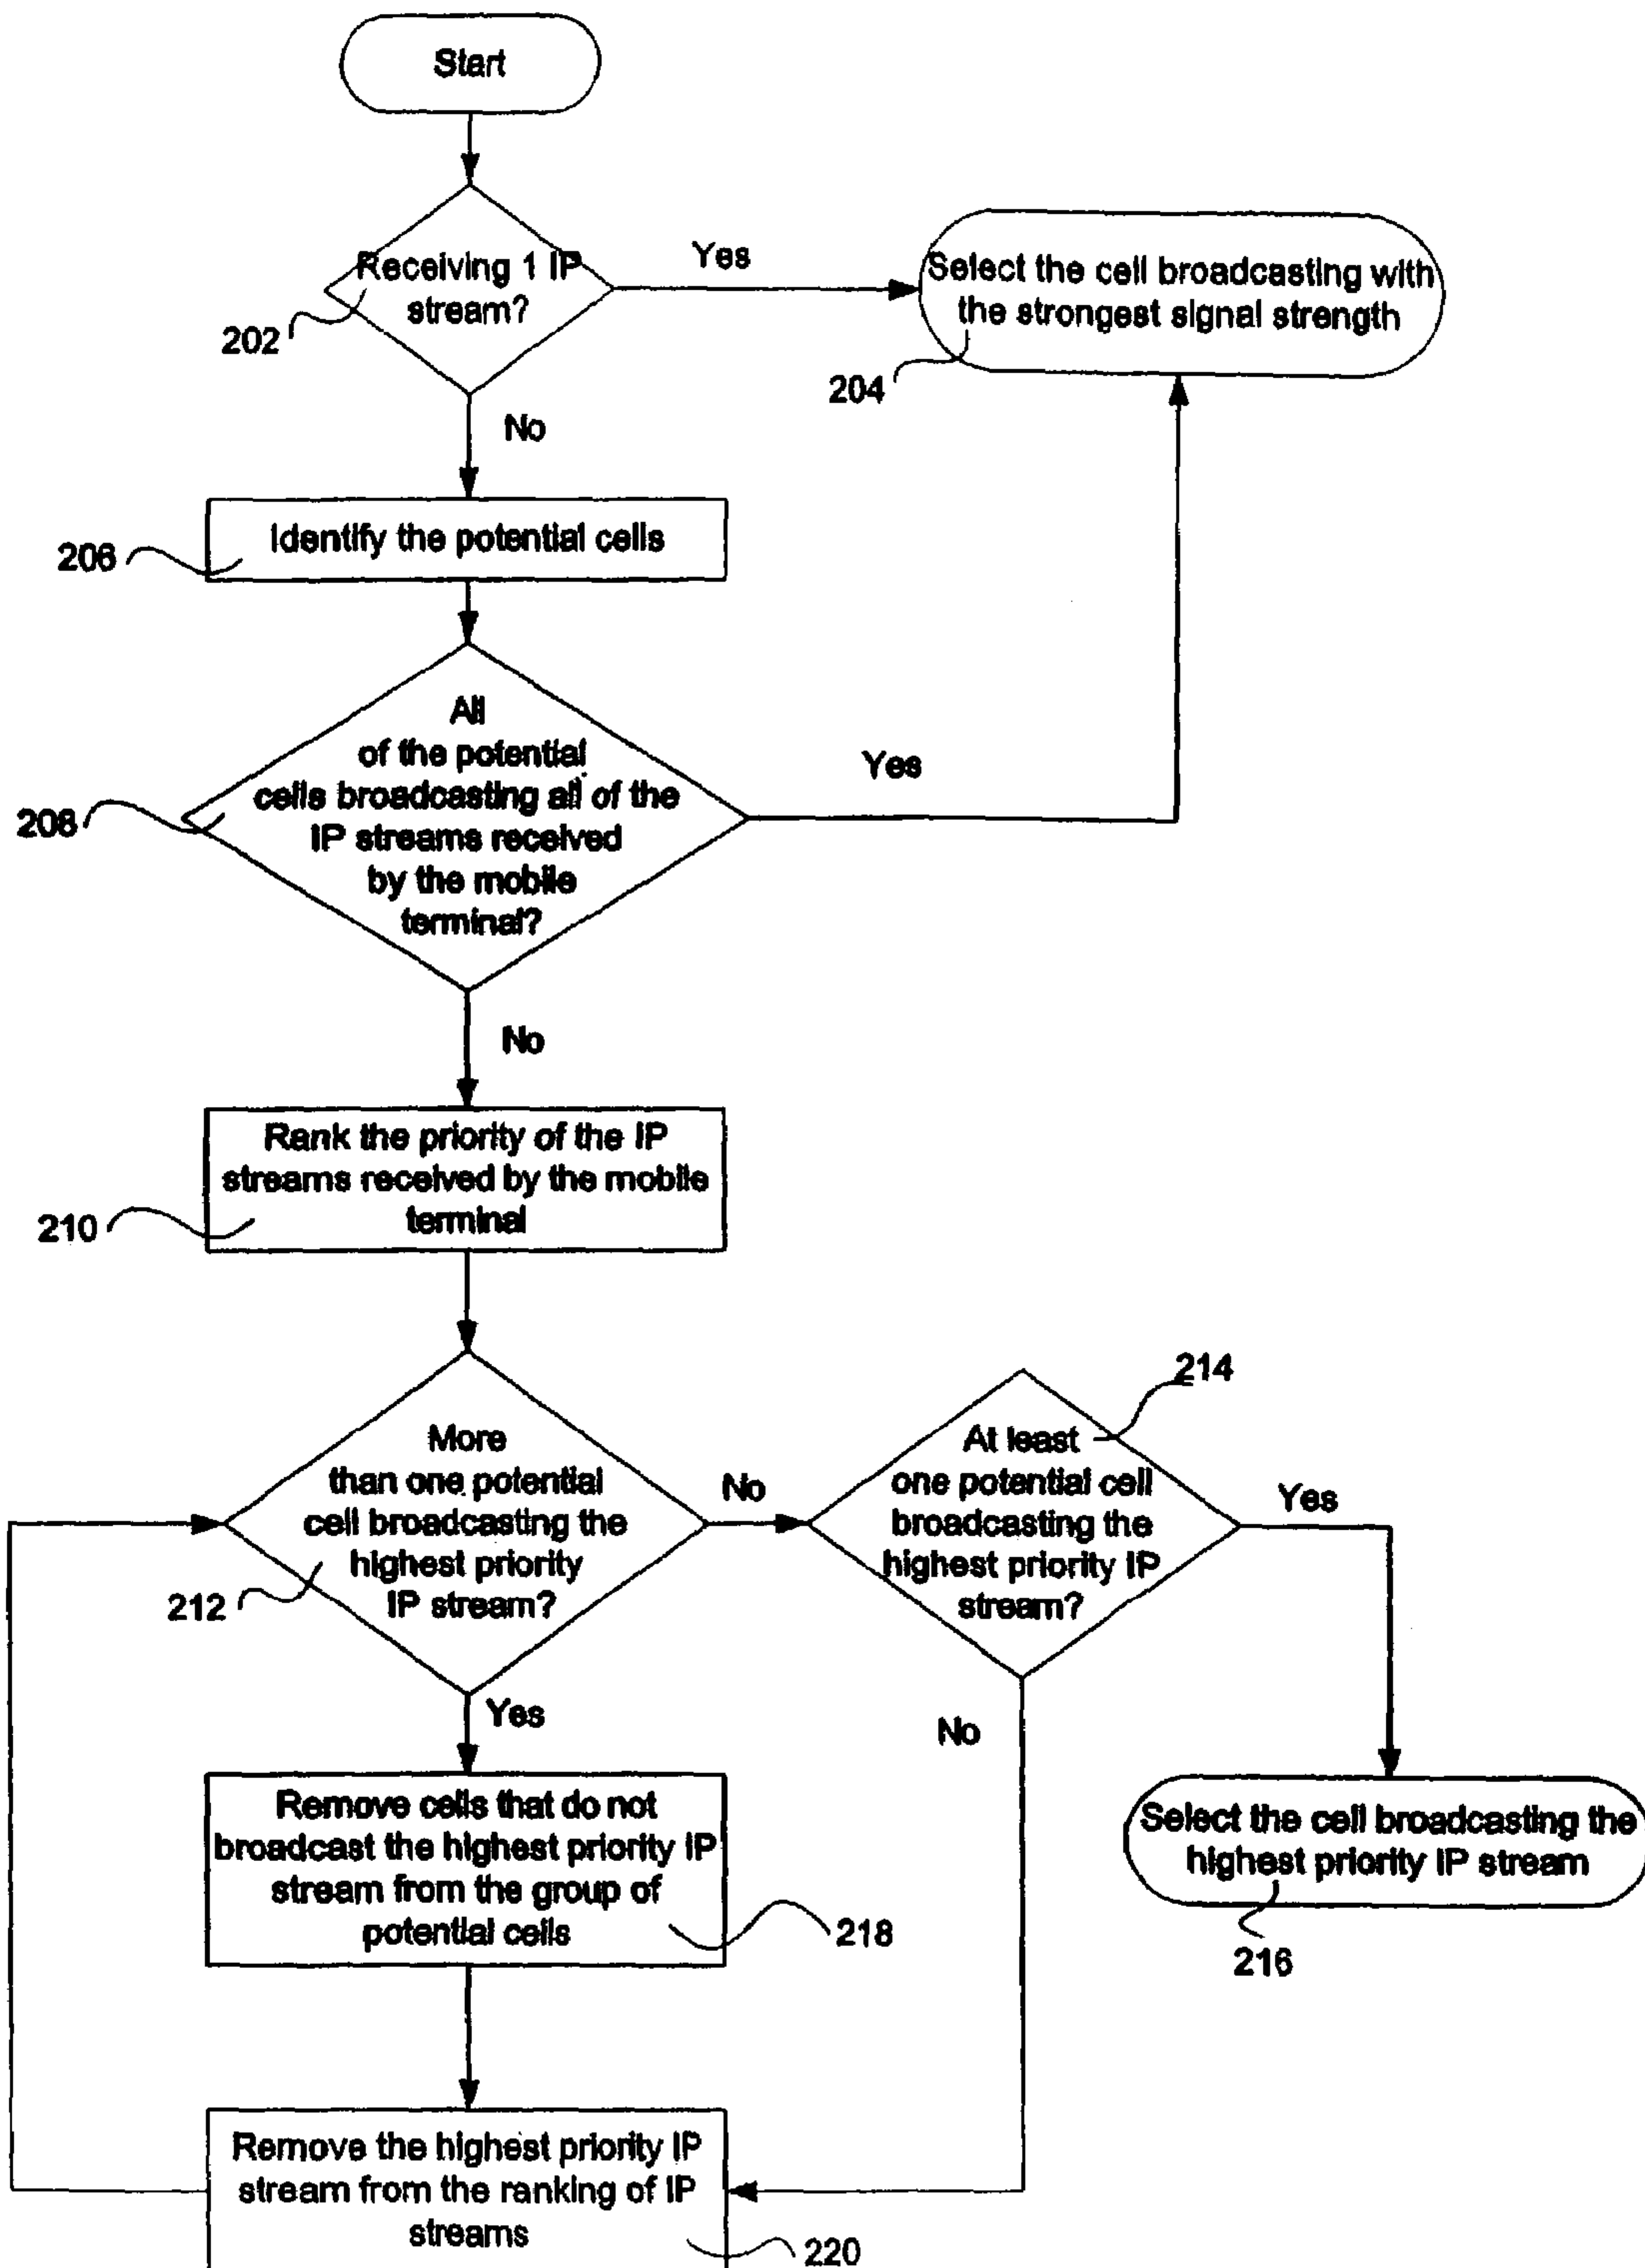 Start
Receiving 1 IP
stream?
202
Yes
Select the cell broadcasting with
the strongest signal strength
204
No
Identify the potential cells
206
All
of the potential
cells broadcasting all of the
IP streams received
by the mobile
terminal?
208
Yes
No
Rank the priority of the IP
streams received by the mobile
terminal
210
More
than one potential
cell broadcasting the
highest priority
IP stream?
212
No
214
At least
one potential cell
broadcasting the
highest priority IP
stream?
Yes
Yes
No
Remove cells that do not
broadcast the highest priority IP
stream from the group of
potential cells
218
Select the cell broadcasting the
highest priority IP stream
216
Remove the highest priority IP
stream from the ranking of IP
streams
220